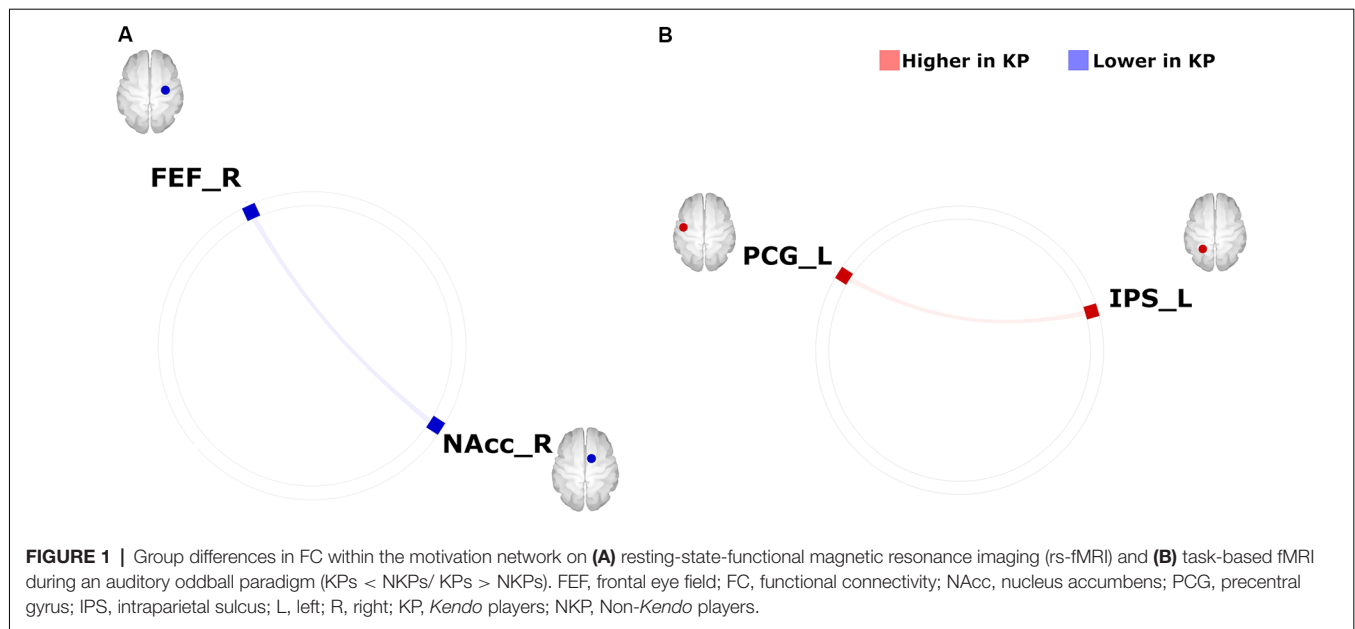 A
B
Higher in KP
Lower in KP
FEF_R
PCG_L
IPS_L
NAcc_R
FIGURE 1 | Group differences in FC within the motivation network on (A) resting-state-functional magnetic resonance imaging (rs-fMRI) and (B) task-based fMRI
during an auditory oddball paradigm (KPs < NKPs/ KPs > NKPs). FEF, frontal eye field; FC, functional connectivity; NAcc, nucleus accumbens; PCG, precentral
gyrus; IPS, intraparietal sulcus; L, left; R, right; KP, Kendo players; NKP, Non-Kendo players.